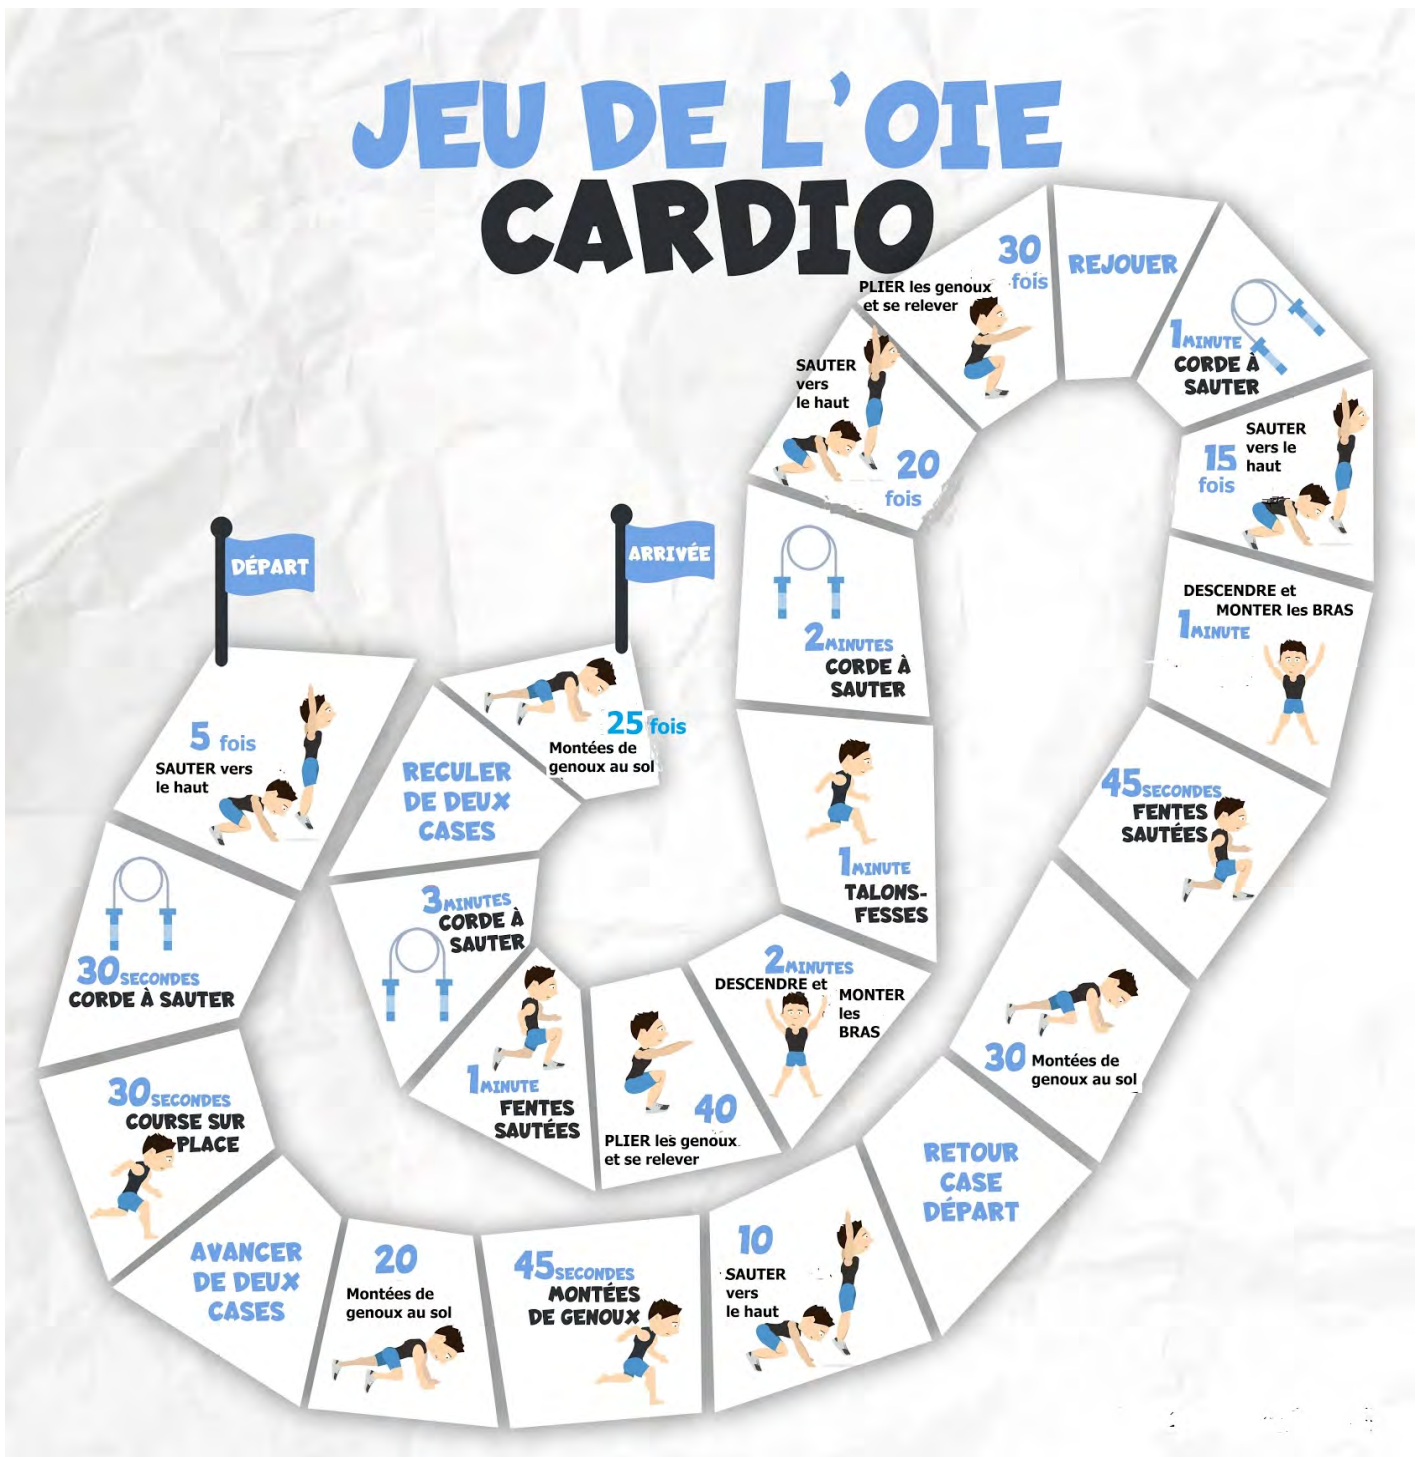 JEU DE L'OIE
CARDIO
DÉPART
5 fois
SAUTER vers
le haut
30 SECONDES
CORDE À SAUTER
30 SECONDES
COURSE SUR
PLACE
AVANCER
DE DEUX
CASES
20
Montées de
genoux au sol
45 SECONDES
MONTÉES
DE GENOUX
10
SAUTER
vers
le haut
RETOUR
CASE
DÉPART
30 Montées de
genoux au sol
45 SECONDES
FENTES
SAUTÉES
DESCENDRE et
MONTER les BRAS
1 MINUTE
SAUTER
vers le
haut
15
fois
1 MINUTE
CORDE À
SAUTER
REJOUER
30
fois
PLIER les genoux
et se relever
SAUTER
vers
le haut
20
fois
2 MINUTES
CORDE À
SAUTER
1 MINUTE
TALONS-
FESSES
2 MINUTES
DESCENDRE et
MONTER
les
BRAS
40
PLIER les genoux
et se relever
1 MINUTE
FENTES
SAUTÉES
3 MINUTES
CORDE À
SAUTER
RECULER
DE DEUX
CASES
25 fois
Montées de
genoux au sol
ARRIVÉE